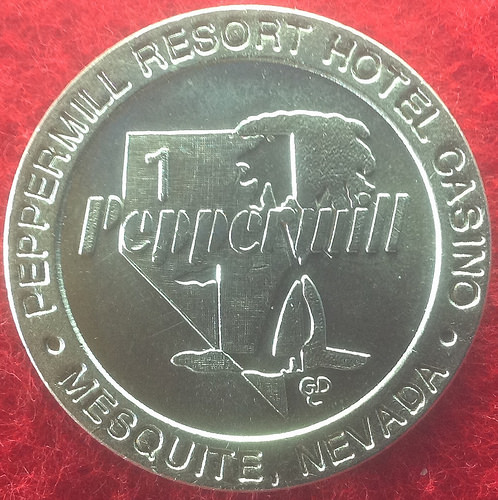 PEPPERMILL RESORT HOTEL CASINO
1
Peppermill
GD
• MESQUITE, NEVADA •